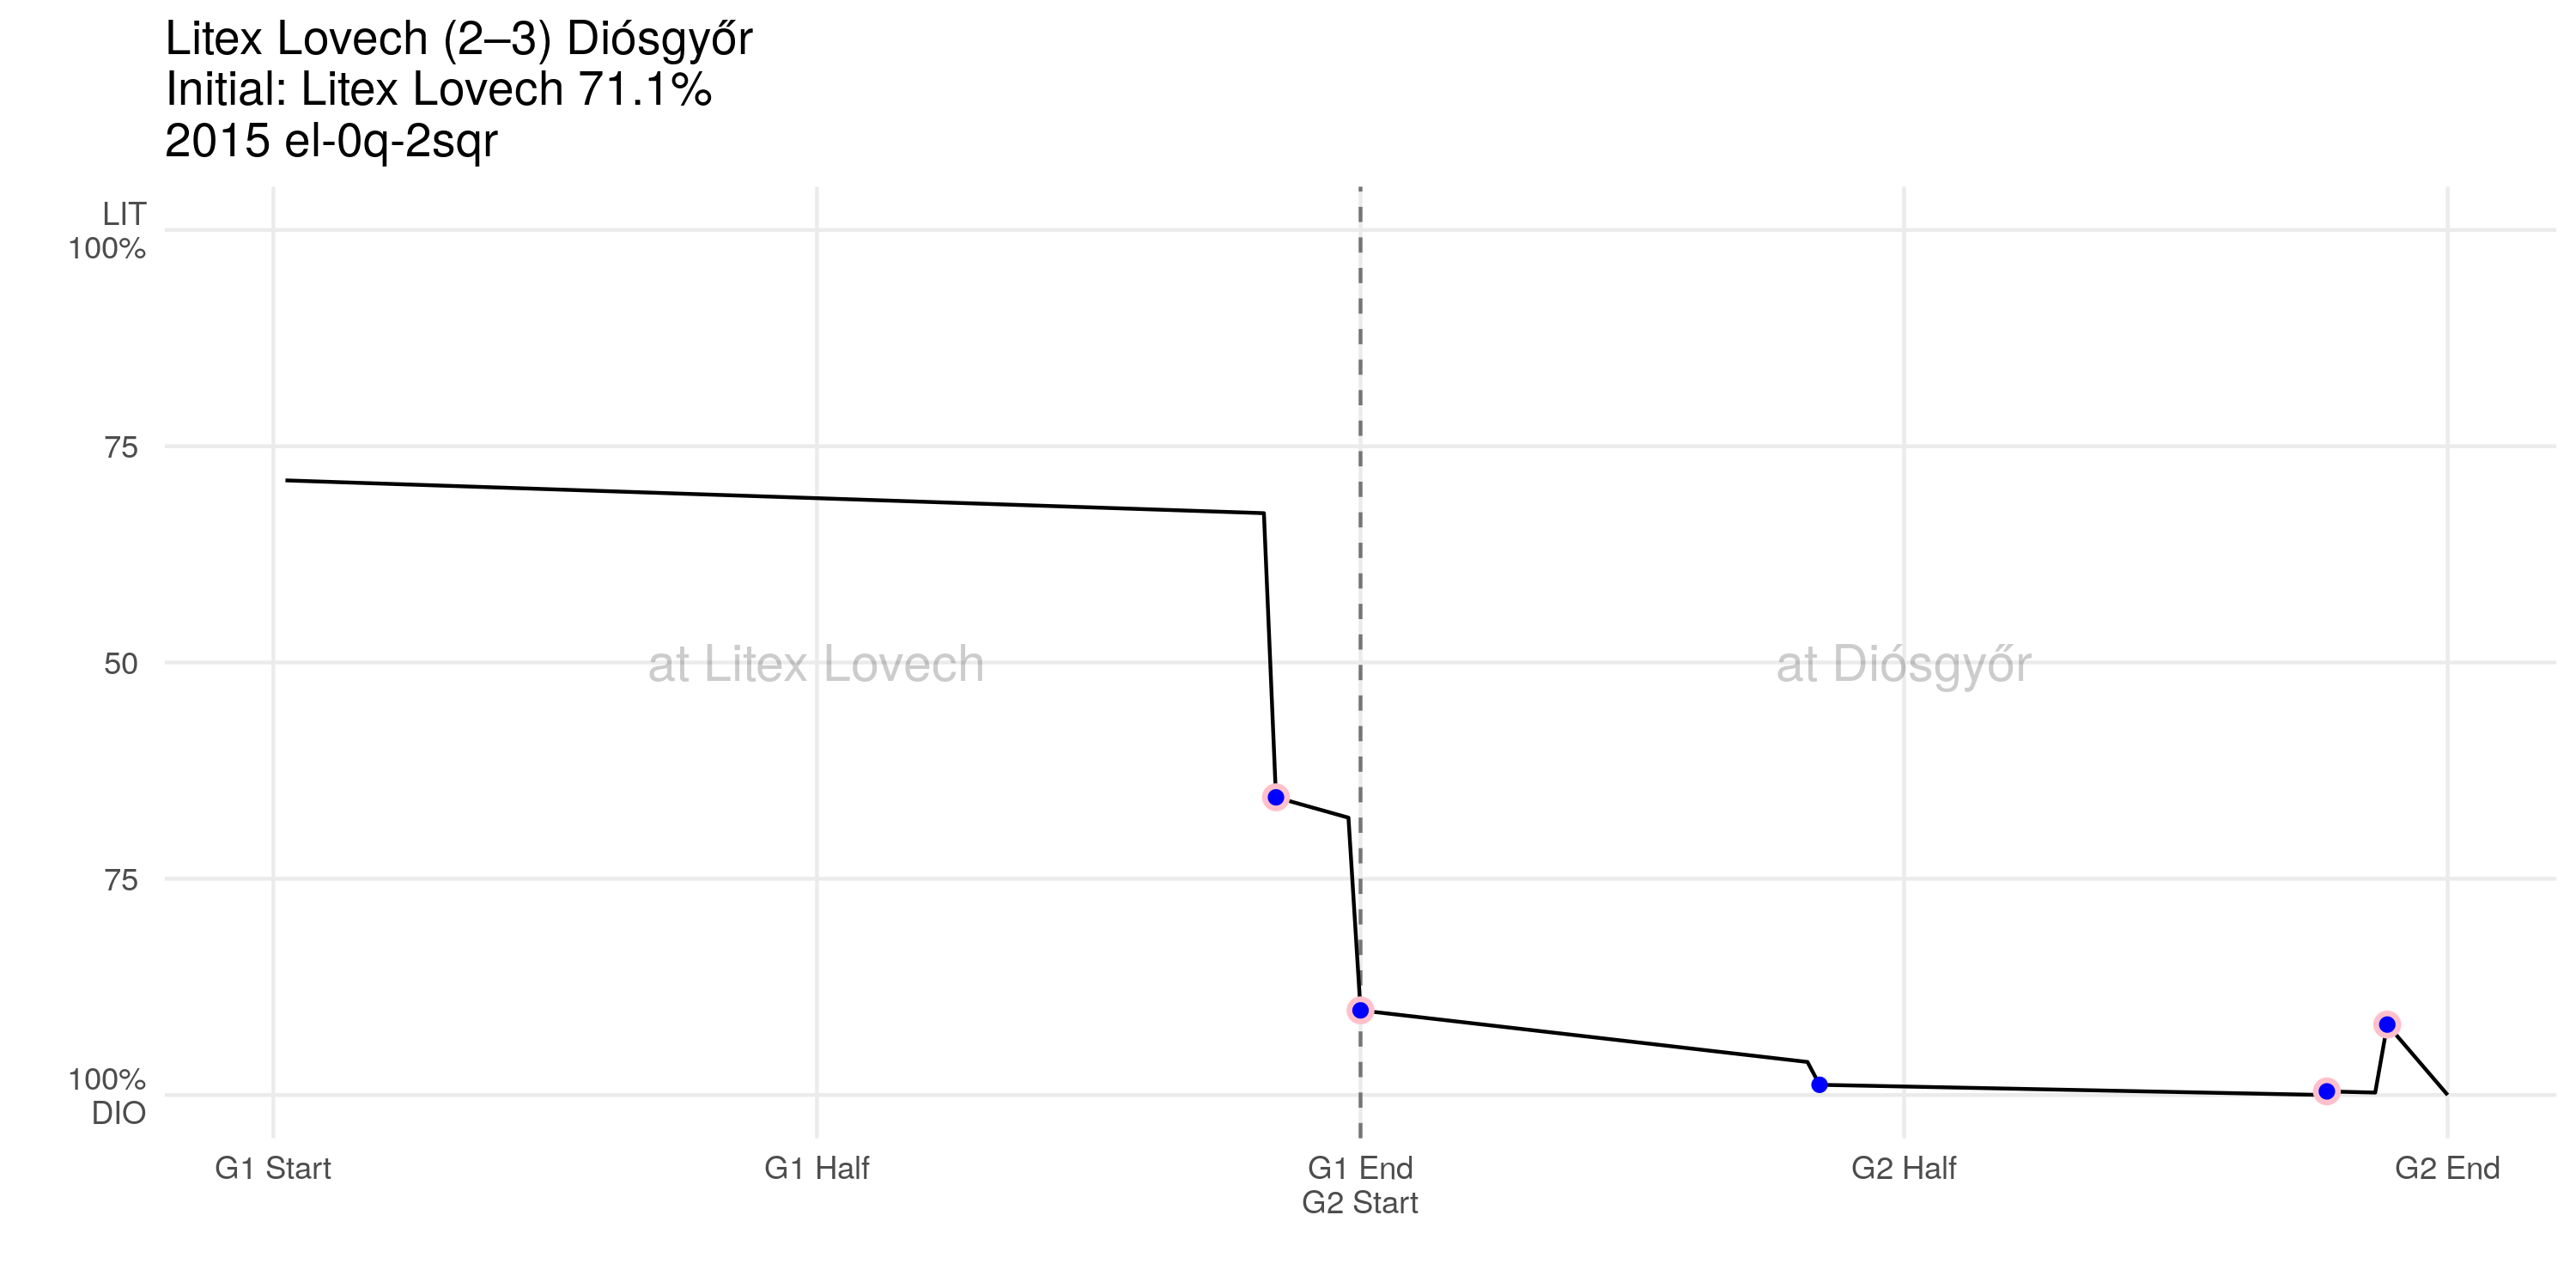 Litex Lovech (2–3) Diósgyőr
Initial: Litex Lovech 71.1%
2015 el-0q-2sqr
LIT
100%
75
50
75
100%
DIO
at Litex Lovech
at Diósgyőr
G1 Start
G1 Half
G1 End
G2 Start
G2 Half
G2 End